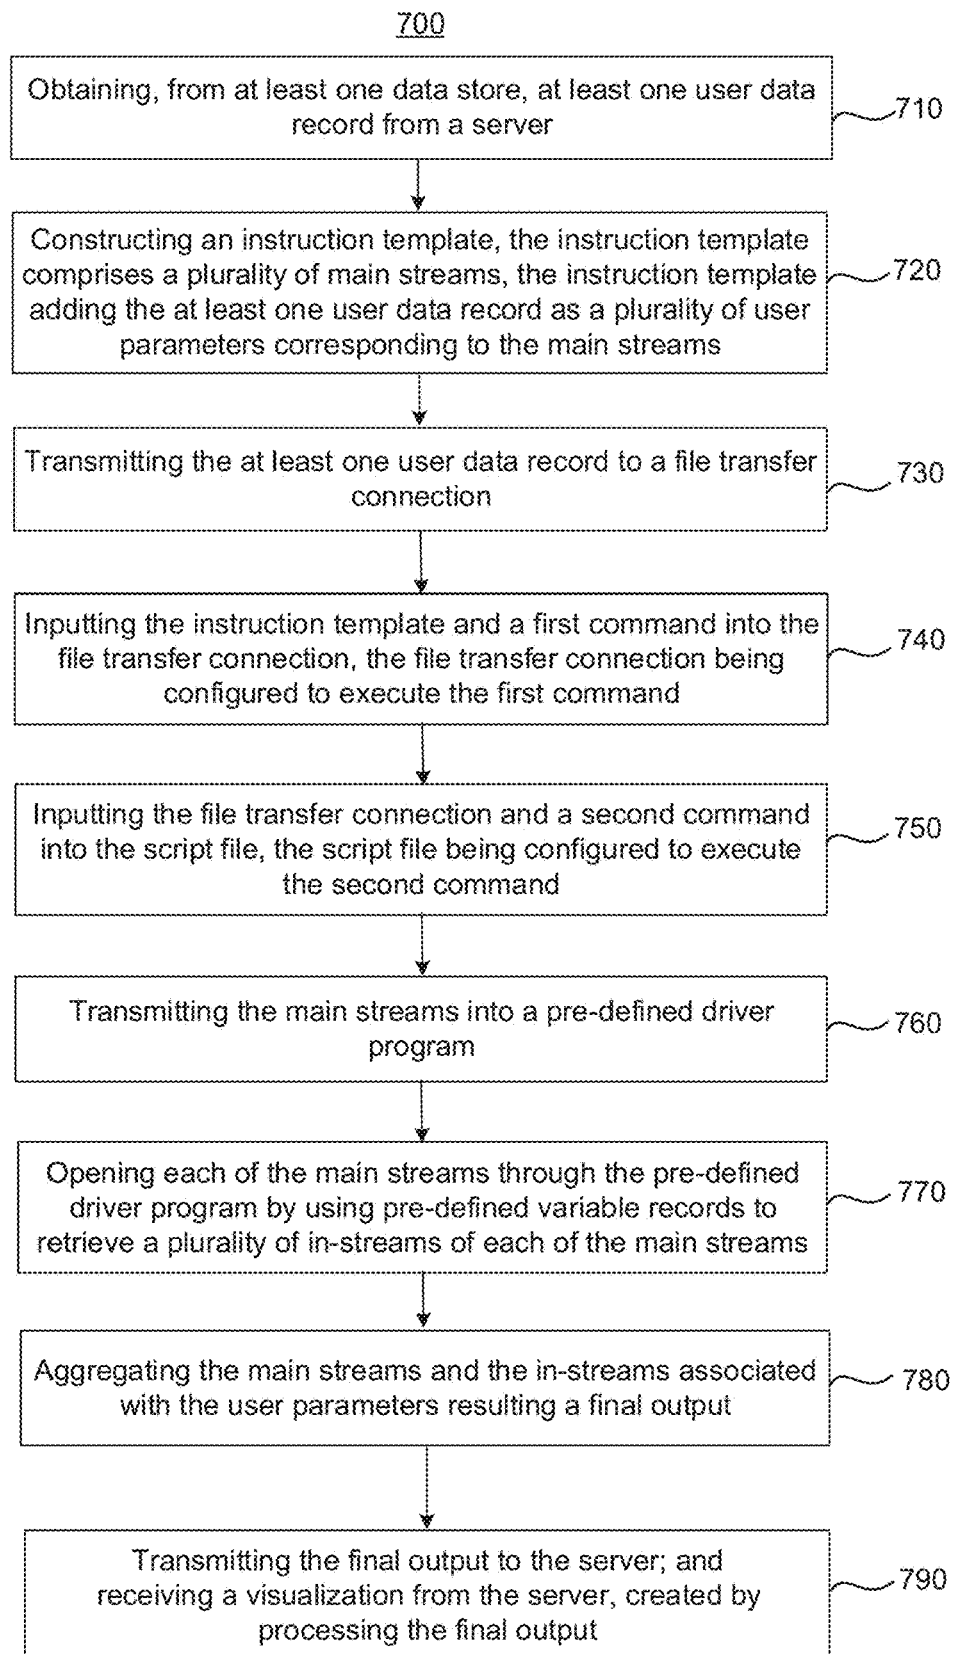 700
Obtaining, from at least one data store, at least one user data
record from a server
710
Constructing an instruction template, the instruction template
comprises a plurality of main streams, the instruction template
adding the at least one user data record as a plurality of user
parameters corresponding to the main streams
720
Transmitting the at least one user data record to a file transfer
connection
730
Inputting the instruction template and a first command into the
file transfer connection, the file transfer connection being
configured to execute the first command
740
Inputting the file transfer connection and a second command
into the script file, the script file being configured to execute
the second command
750
Transmitting the main streams into a pre-defined driver
program
760
Opening each of the main streams through the pre-defined
driver program by using pre-defined variable records to
retrieve a plurality of in-streams of each of the main streams
770
Aggregating the main streams and the in-streams associated
with the user parameters resulting a final output
780
Transmitting the final output to the server; and
receiving a visualization from the server, created by
processing the final output
790